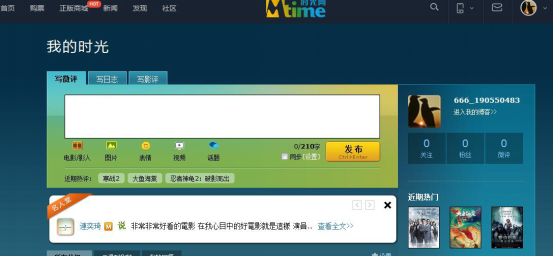 首页 购票 正版商城 HOT 新闻 发现 社区
时光网
Mtime
我的时光
写微评 写日志 写影评
666_190550483
进入我的博客>>
电影/影人 图片 表情 视频 话题
0/210字
同步(设置)
发布
Ctrl+Enter
0 0 0
关注 粉丝 微评
近期热评: 寒战2 大鱼海棠 忍者神龟2：破影而出
名人堂
近期热门
莲奕琦 M 说 非常非常好看的電影 在我心目中的好電影就是這樣 演員... 查看全文>>